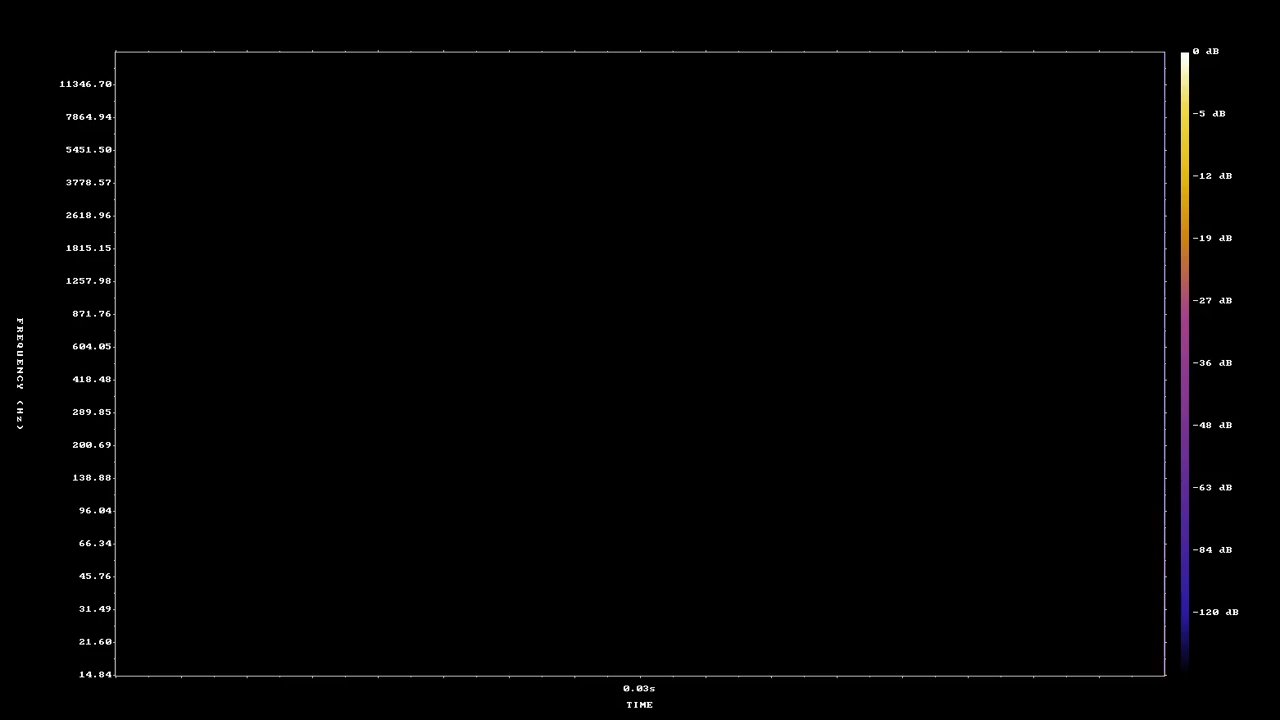 11346.70
7864.94
5451.50
3778.57
2618.96
1815.15
1257.98
871.76
604.05
418.48
289.85
200.69
138.88
96.04
66.34
45.76
31.49
21.60
14.84
FREQUENCY (Hz)
0.03s
TIME
0 dB
-5 dB
-12 dB
-19 dB
-27 dB
-36 dB
-48 dB
-63 dB
-84 dB
-120 dB